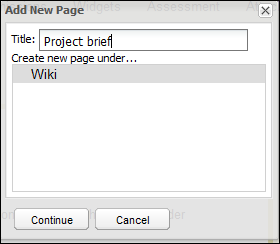 Add New Page
Title: Project brief
Create new page under...
Wiki
Continue Cancel